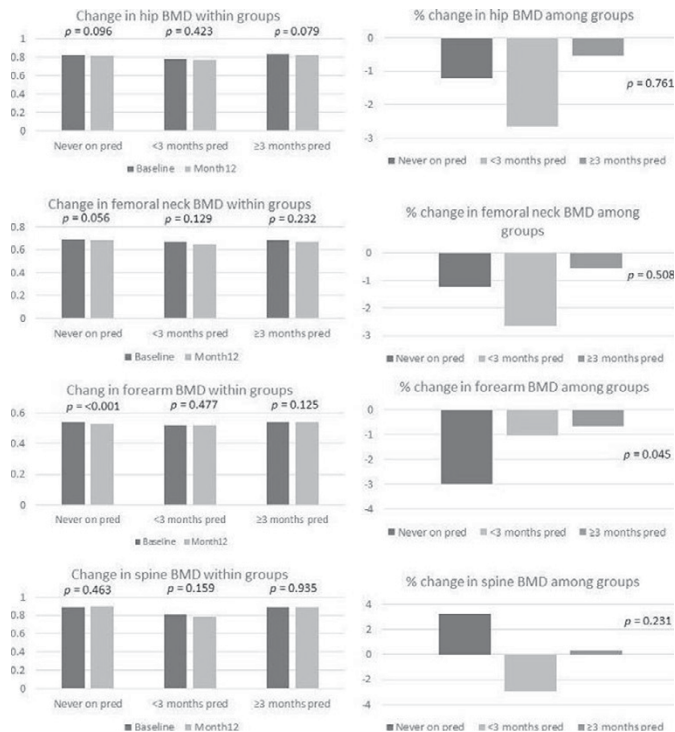 Change in hip BMD within groups
p = 0.096 p = 0.423 p = 0.079
1
0.8
0.6
0.4
0.2
0
Never on pred <3 months pred ≥3 months pred
Baseline Month12
% change in hip BMD among groups
0
-1
-2
-3
p = 0.761
Never on pred <3 months pred ≥3 months pred
Change in femoral neck BMD within groups
p = 0.056 p = 0.129 p = 0.232
0.8
0.6
0.4
0.2
0
Never on pred <3 months pred ≥3 months pred
Baseline Month12
% change in femoral neck BMD among
groups
0
-1
-2
-3
p = 0.508
Never on pred <3 months pred ≥3 months pred
Chang in forearm BMD within groups
p = <0.001 p = 0.477 p = 0.125
0.6
0.4
0.2
0
Never on pred <3 months pred ≥3 months pred
Baseline Month12
% change in forearm BMD among groups
0
-1
-2
-3
-4
p = 0.045
Never on pred <3 months pred ≥3 months pred
Change in spine BMD within groups
p = 0.463 p = 0.159 p = 0.935
1
0.8
0.6
0.4
0.2
0
Never on pred <3 months pred ≥3 months pred
Baseline Month12
% change in spine BMD among groups
4
2
0
-2
-4
p = 0.231
Never on pred <3 months pred ≥3 months pred